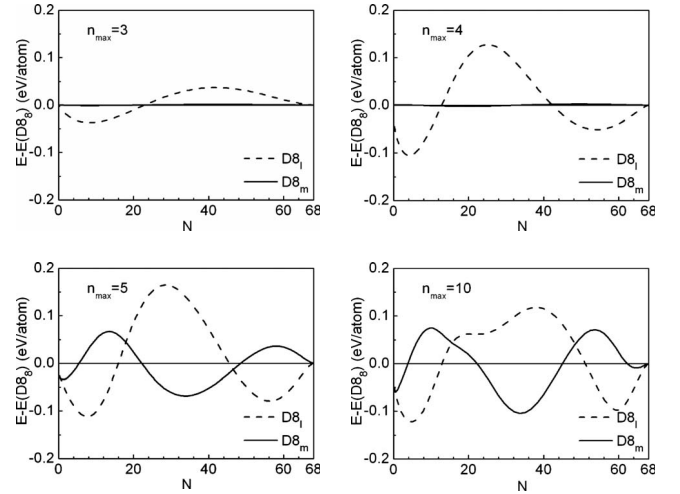 n_max=3
E-E(D8_8) (eV/atom)
0.2
0.1
0.0
-0.1
-0.2
D8_l
D8_m
0 20 40 60 68
N
n_max=4
E-E(D8_8) (eV/atom)
0.2
0.1
0.0
-0.1
-0.2
D8_l
D8_m
0 20 40 60 68
N
n_max=5
E-E(D8_8) (eV/atom)
0.2
0.1
0.0
-0.1
-0.2
D8_l
D8_m
0 20 40 60 68
N
n_max=10
E-E(D8_8) (eV/atom)
0.2
0.1
0.0
-0.1
-0.2
D8_l
D8_m
0 20 40 60 68
N